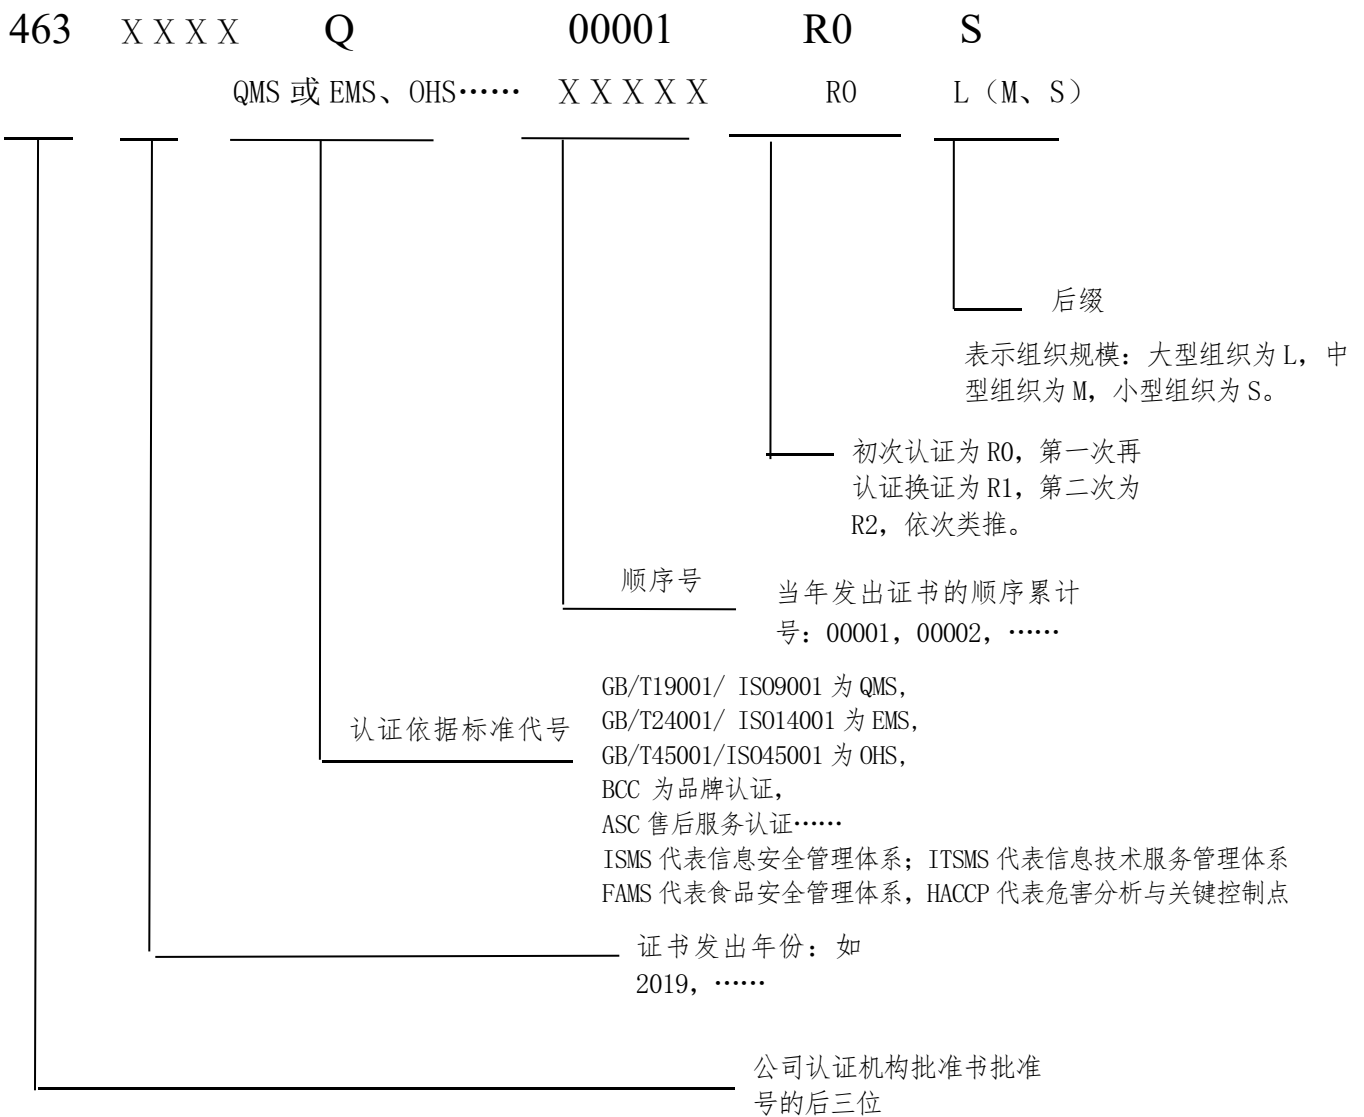 463 XXXX Q 00001 R0 S
QMS 或 EMS、OHS…… XXXXX R0 L（M、S）
后缀
表示组织规模：大型组织为 L，中
型组织为 M，小型组织为 S。
初次认证为 R0，第一次再
认证换证为 R1，第二次为
R2，依次类推。
顺序号
当年发出证书的顺序累计
号：00001，00002，……
认证依据标准代号
GB/T19001/ ISO9001 为 QMS，
GB/T24001/ ISO14001 为 EMS，
GB/T45001/ISO45001 为 OHS，
BCC 为品牌认证，
ASC 售后服务认证……
ISMS 代表信息安全管理体系；ITSMS 代表信息技术服务管理体系
FAMS 代表食品安全管理体系，HACCP 代表危害分析与关键控制点
证书发出年份：如
2019，……
公司认证机构批准书批准
号的后三位